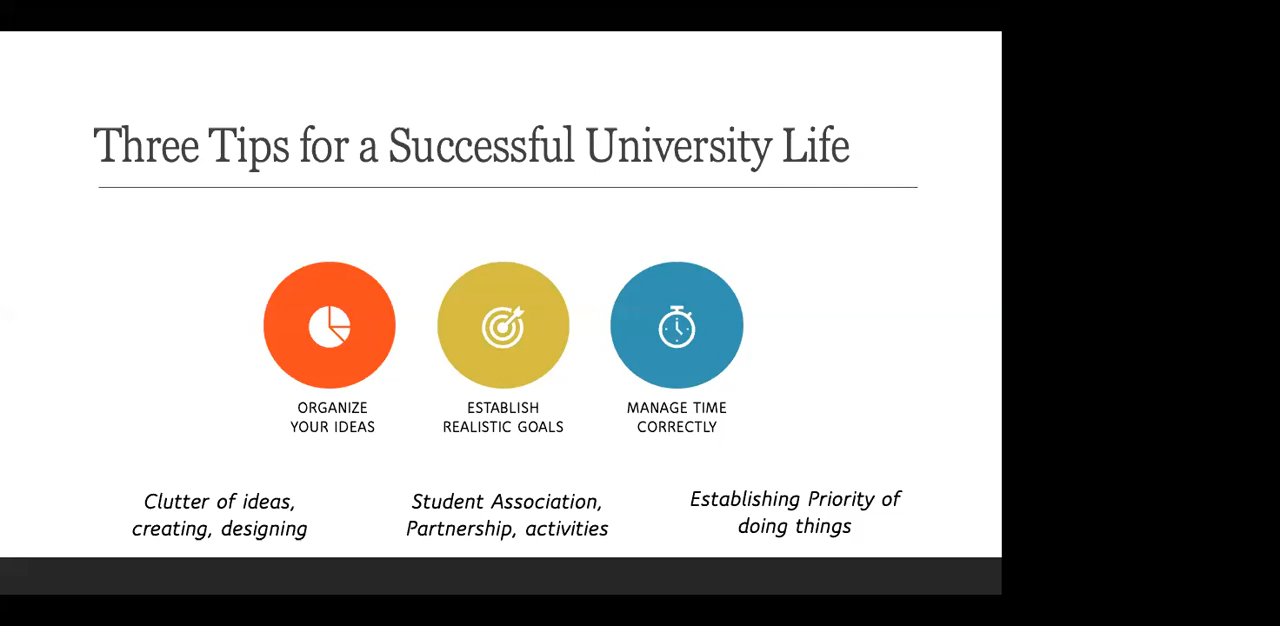 Three Tips for a Successful University Life
ORGANIZE
YOUR IDEAS
ESTABLISH
REALISTIC GOALS
MANAGE TIME
CORRECTLY
Clutter of ideas,
creating, designing
Student Association,
Partnership, activities
Establishing Priority of
doing things